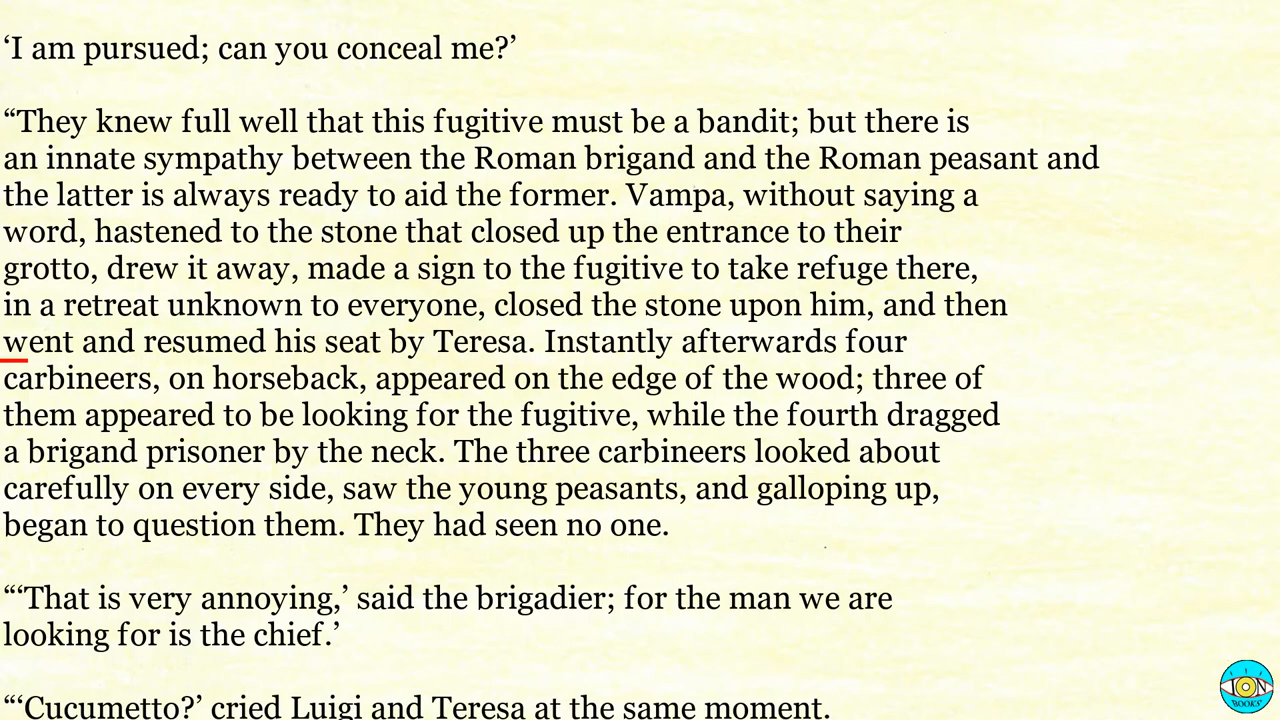 ‘I am pursued; can you conceal me?’
“They knew full well that this fugitive must be a bandit; but there is
an innate sympathy between the Roman brigand and the Roman peasant and
the latter is always ready to aid the former. Vampa, without saying a
word, hastened to the stone that closed up the entrance to their
grotto, drew it away, made a sign to the fugitive to take refuge there,
in a retreat unknown to everyone, closed the stone upon him, and then
went and resumed his seat by Teresa. Instantly afterwards four
carbineers, on horseback, appeared on the edge of the wood; three of
them appeared to be looking for the fugitive, while the fourth dragged
a brigand prisoner by the neck. The three carbineers looked about
carefully on every side, saw the young peasants, and galloping up,
began to question them. They had seen no one.
“‘That is very annoying,’ said the brigadier; for the man we are
looking for is the chief.’
“‘Cucumetto?’ cried Luigi and Teresa at the same moment.
ION
BOOKS